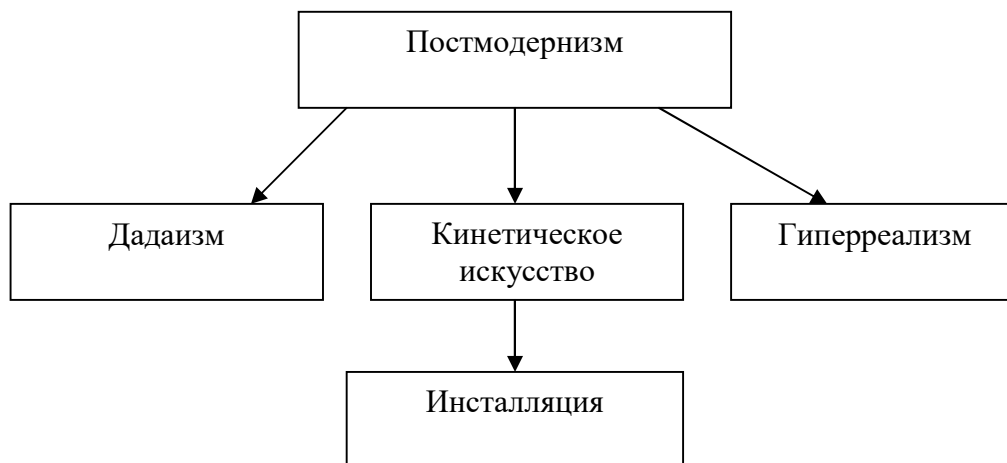 Постмодернизм
Дадаизм
Кинетическое
искусство
Гиперреализм
Инсталляция